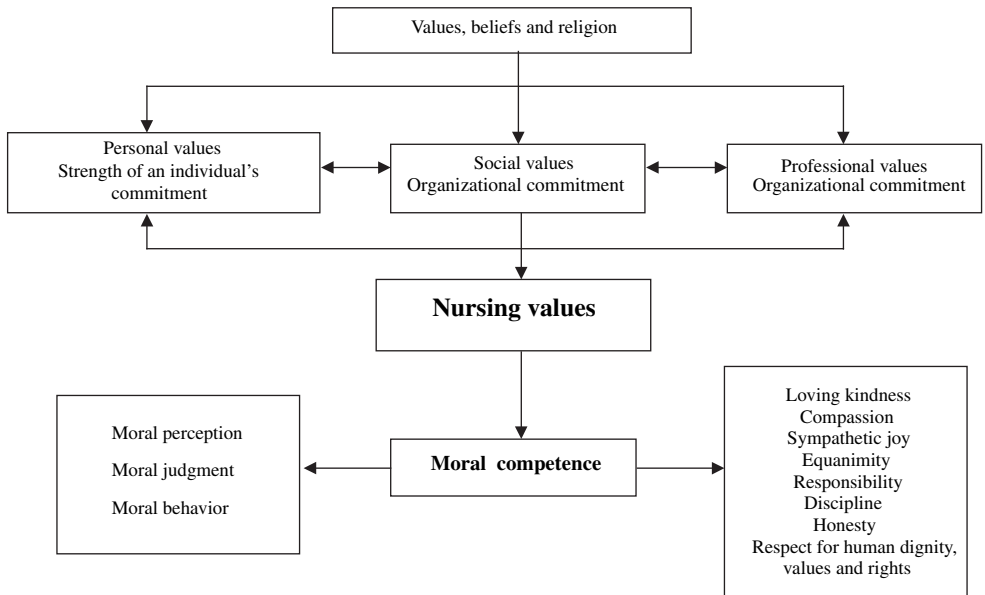 Values, beliefs and religion
Personal values
Strength of an individual's
commitment
Social values
Organizational commitment
Professional values
Organizational commitment
Nursing values
Moral perception
Moral judgment
Moral behavior
Moral competence
Loving kindness
Compassion
Sympathetic joy
Equanimity
Responsibility
Discipline
Honesty
Respect for human dignity,
values and rights